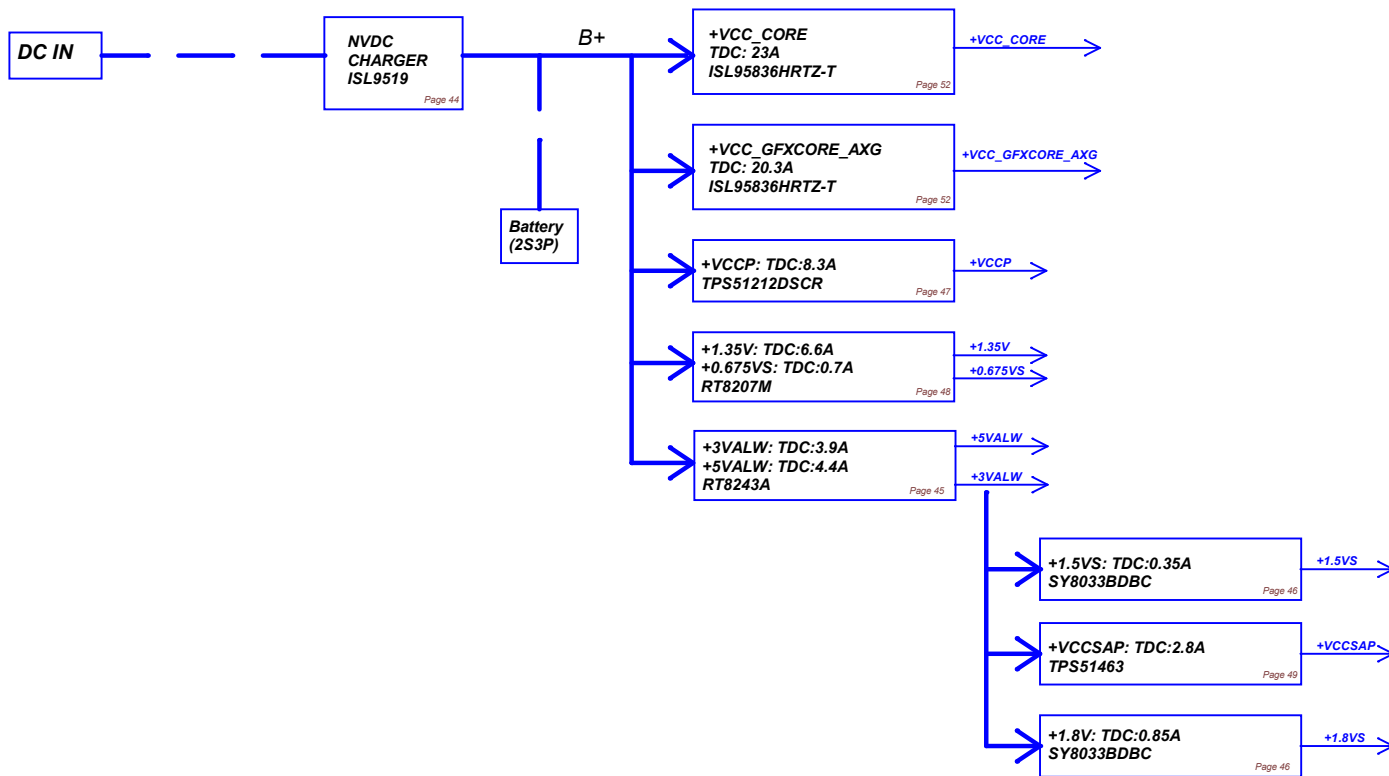 DC IN
NVDC
CHARGER
ISL9519
Page 44
B+
Battery
(2S3P)
+VCC_CORE
TDC: 23A
ISL95836HRTZ-T
Page 52
+VCC_CORE
+VCC_GFXCORE_AXG
TDC: 20.3A
ISL95836HRTZ-T
Page 52
+VCC_GFXCORE_AXG
+VCCP: TDC:8.3A
TPS51212DSCR
Page 47
+VCCP
+1.35V: TDC:6.6A
+0.675VS: TDC:0.7A
RT8207M
Page 48
+1.35V
+0.675VS
+3VALW: TDC:3.9A
+5VALW: TDC:4.4A
RT8243A
Page 45
+5VALW
+3VALW
+1.5VS: TDC:0.35A
SY8033BDBC
Page 46
+1.5VS
+VCCSAP: TDC:2.8A
TPS51463
Page 49
+VCCSAP
+1.8V: TDC:0.85A
SY8033BDBC
Page 46
+1.8VS